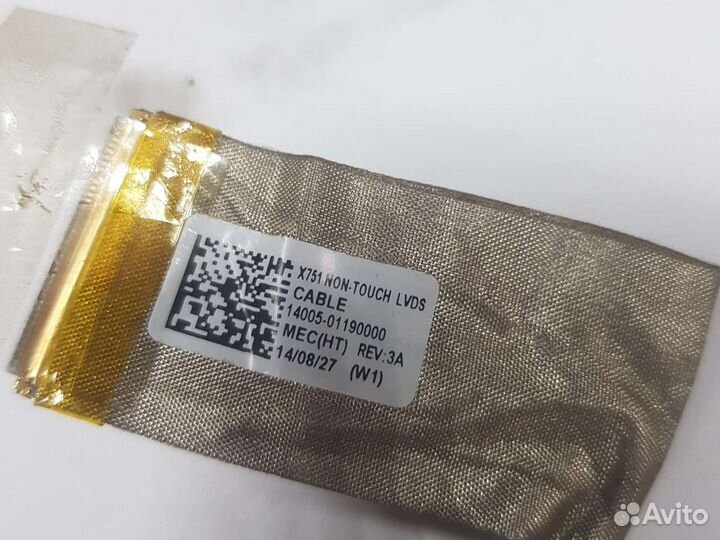 X751 NON-TOUCH LVDS
CABLE
14005-01190000
MEC(HT) REV:3A
14/08/27 (W1)
Avito